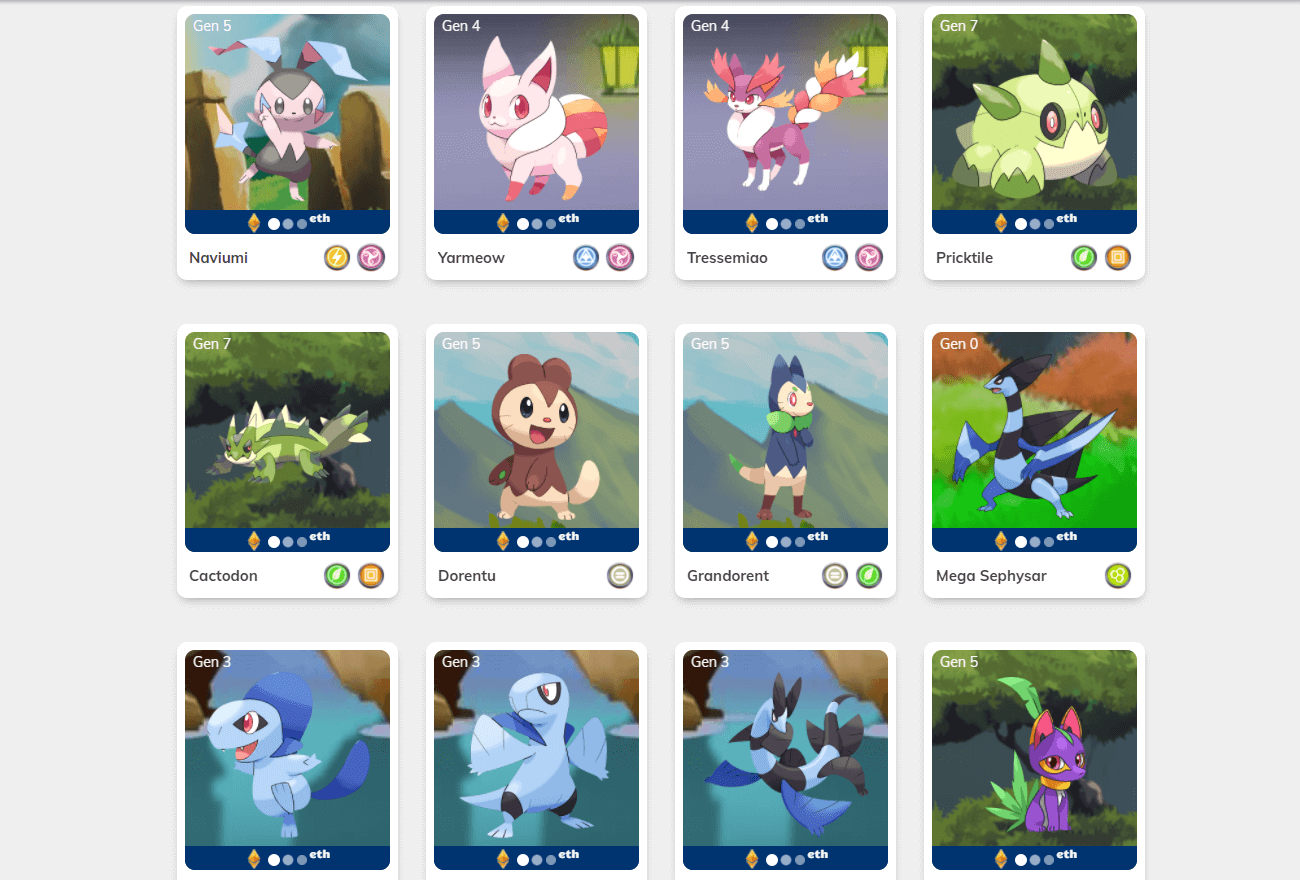 Gen 5
Gen 4
Gen 4
Gen 7
eth
eth
eth
eth
Naviumi
Yarmeow
Tressemiao
Pricktile
Gen 7
Gen 5
Gen 5
Gen 0
eth
eth
eth
eth
Cactodon
Dorentu
Grandorent
Mega Sephysar
Gen 3
Gen 3
Gen 3
Gen 5
eth
eth
eth
eth